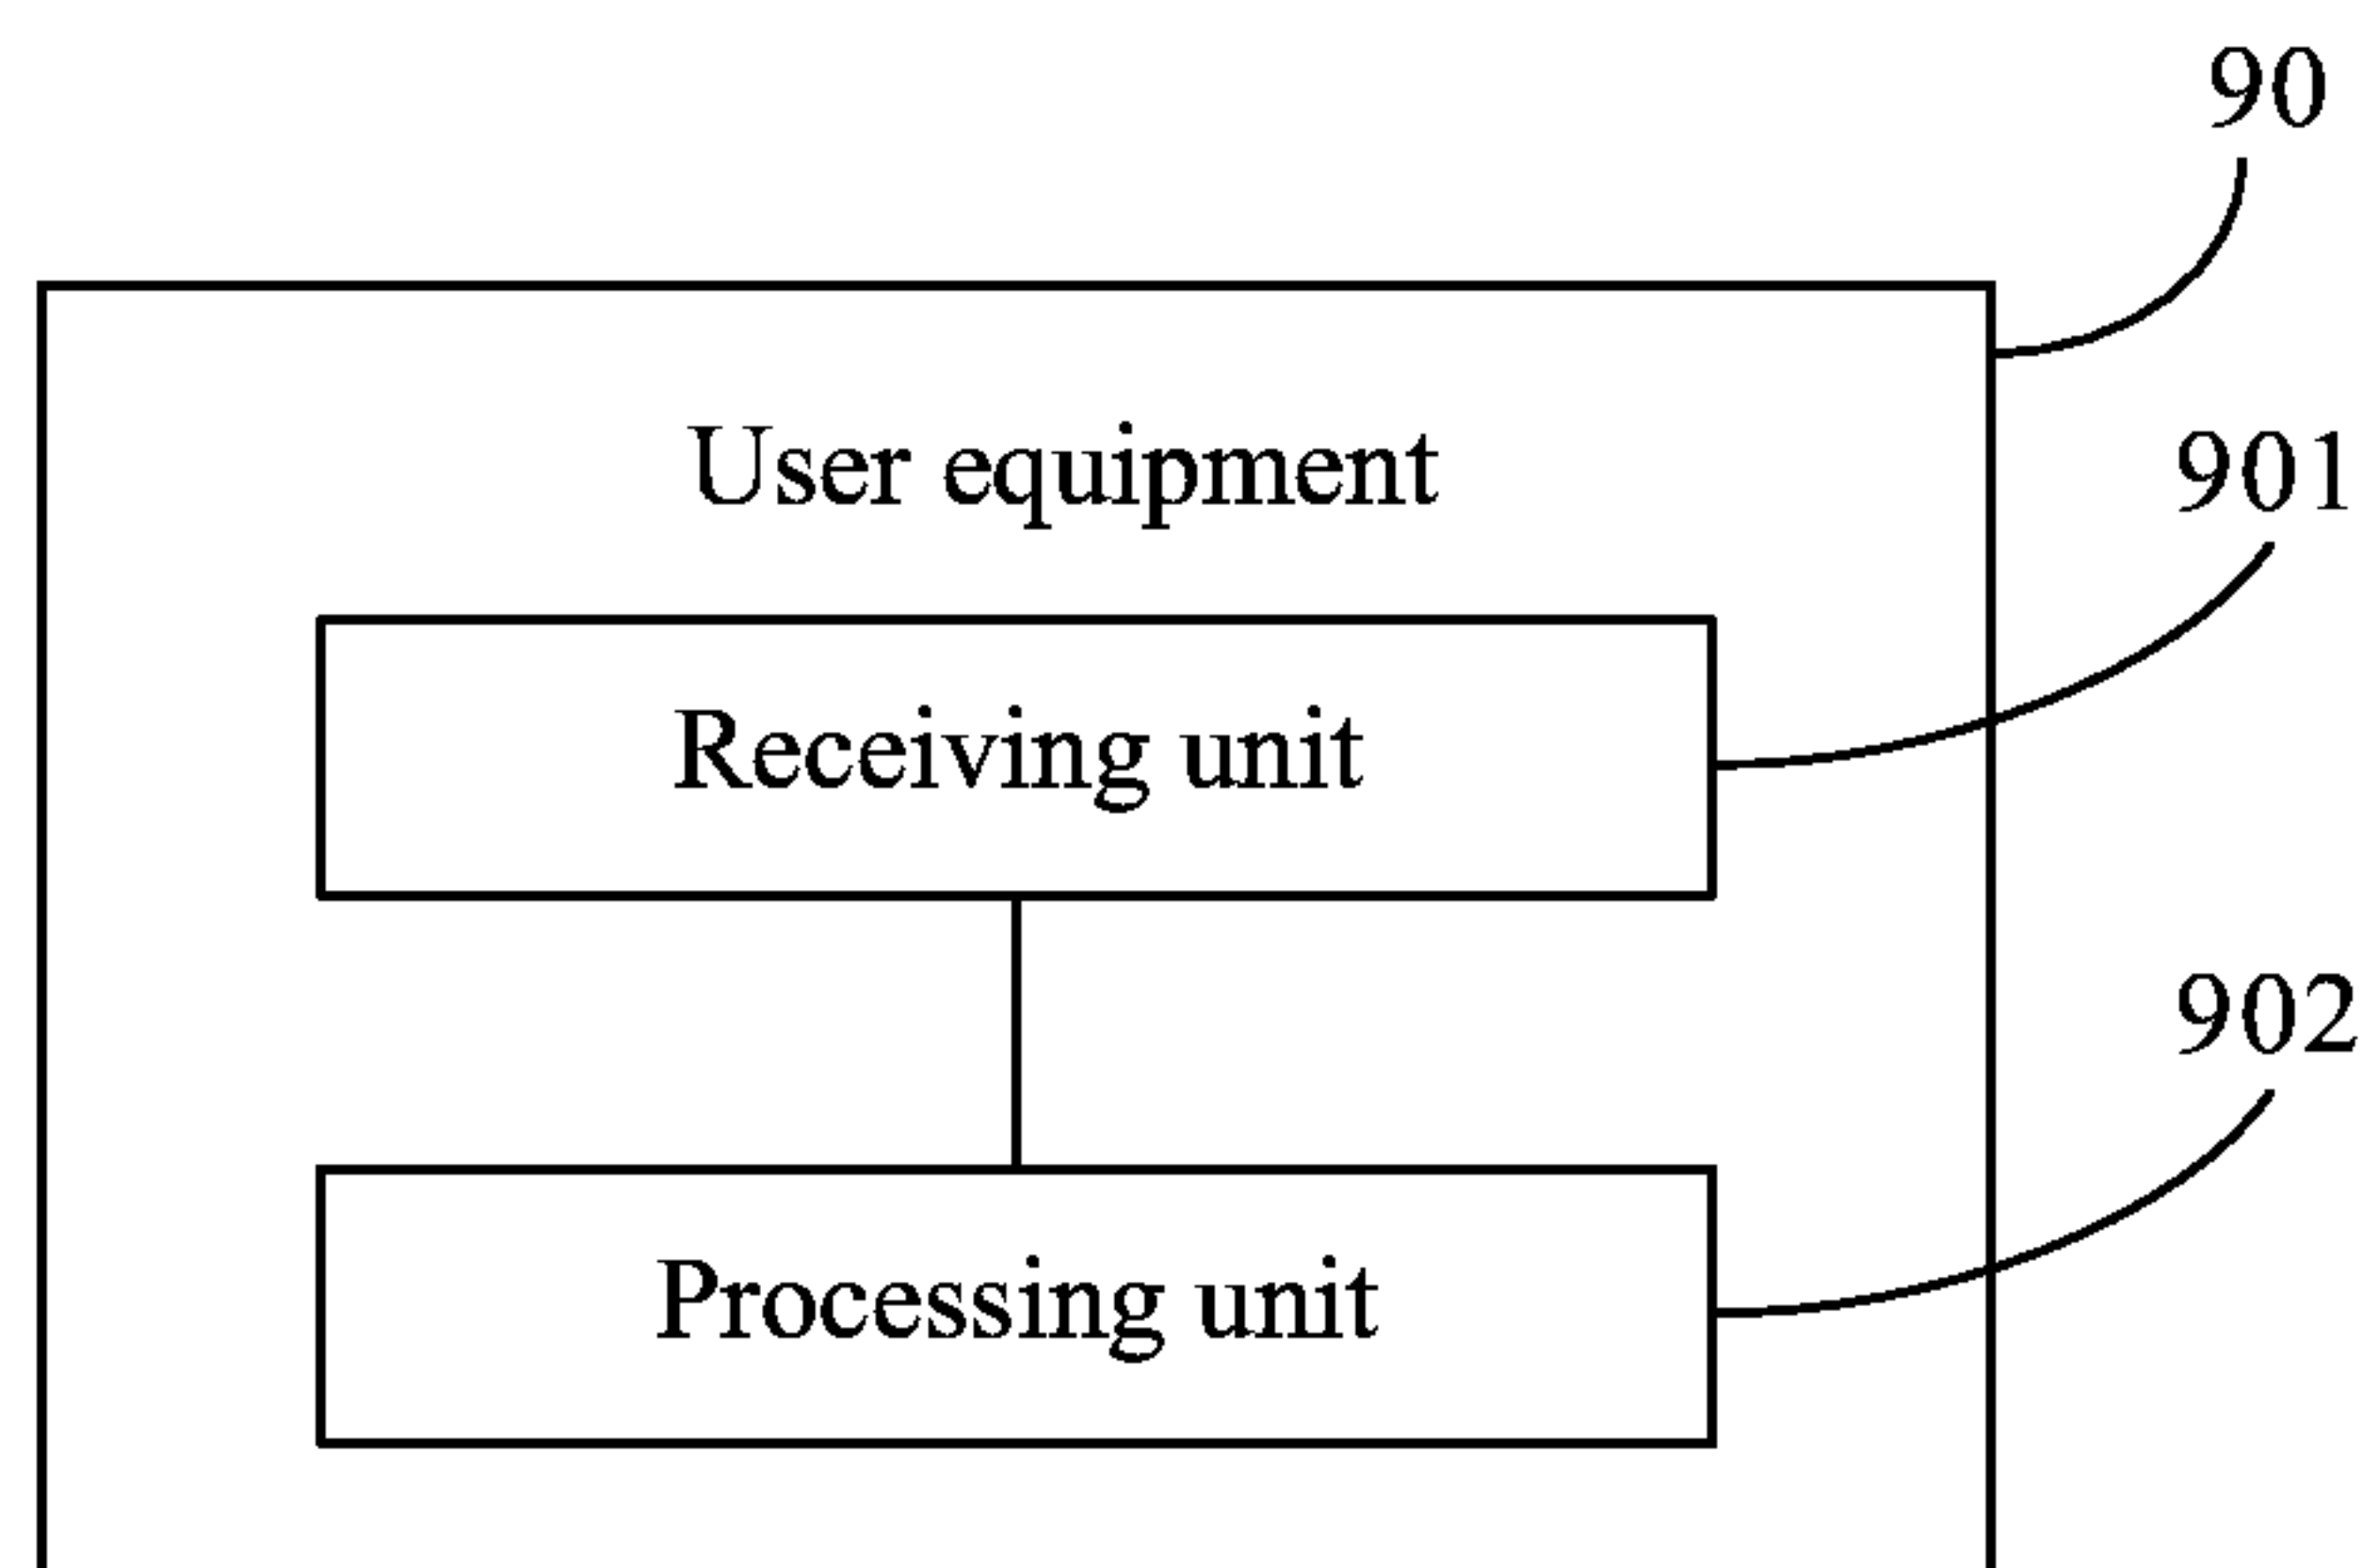 90
User equipment
901
Receiving unit
902
Processing unit